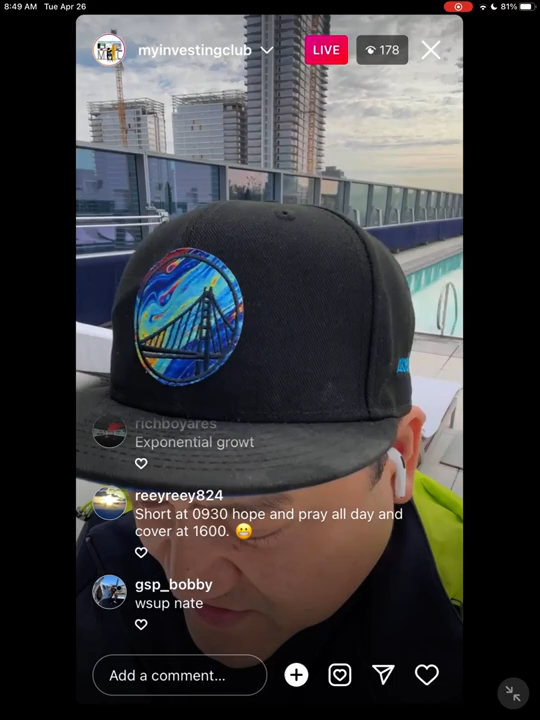 8:49 AM Tue Apr 26
81%
myinvestingclub
LIVE
178
richboyares
Exponential growt
reeyreey824
Short at 0930 hope and pray all day and
cover at 1600. 😬
gsp_bobby
wsup nate
Add a comment...